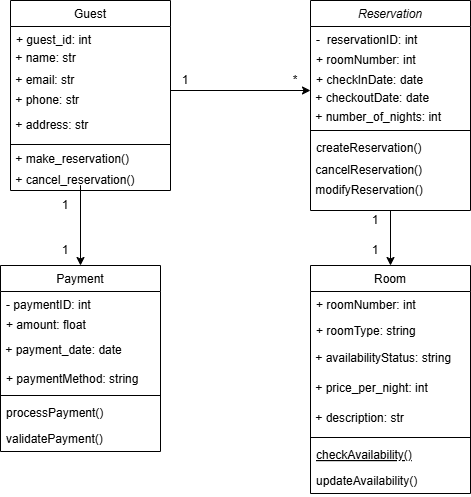 Guest
+ guest_id: int
+ name: str
+ email: str
+ phone: str
+ address: str
+ make_reservation()
+ cancel_reservation()
1
*
Reservation
- reservationID: int
+ roomNumber: int
+ checkInDate: date
+ checkoutDate: date
+ number_of_nights: int
createReservation()
cancelReservation()
modifyReservation()
1
1
1
1
Payment
- paymentID: int
+ amount: float
+ payment_date: date
+ paymentMethod: string
processPayment()
validatePayment()
Room
+ roomNumber: int
+ roomType: string
+ availabilityStatus: string
+ price_per_night: int
+ description: str
checkAvailability()
updateAvailability()